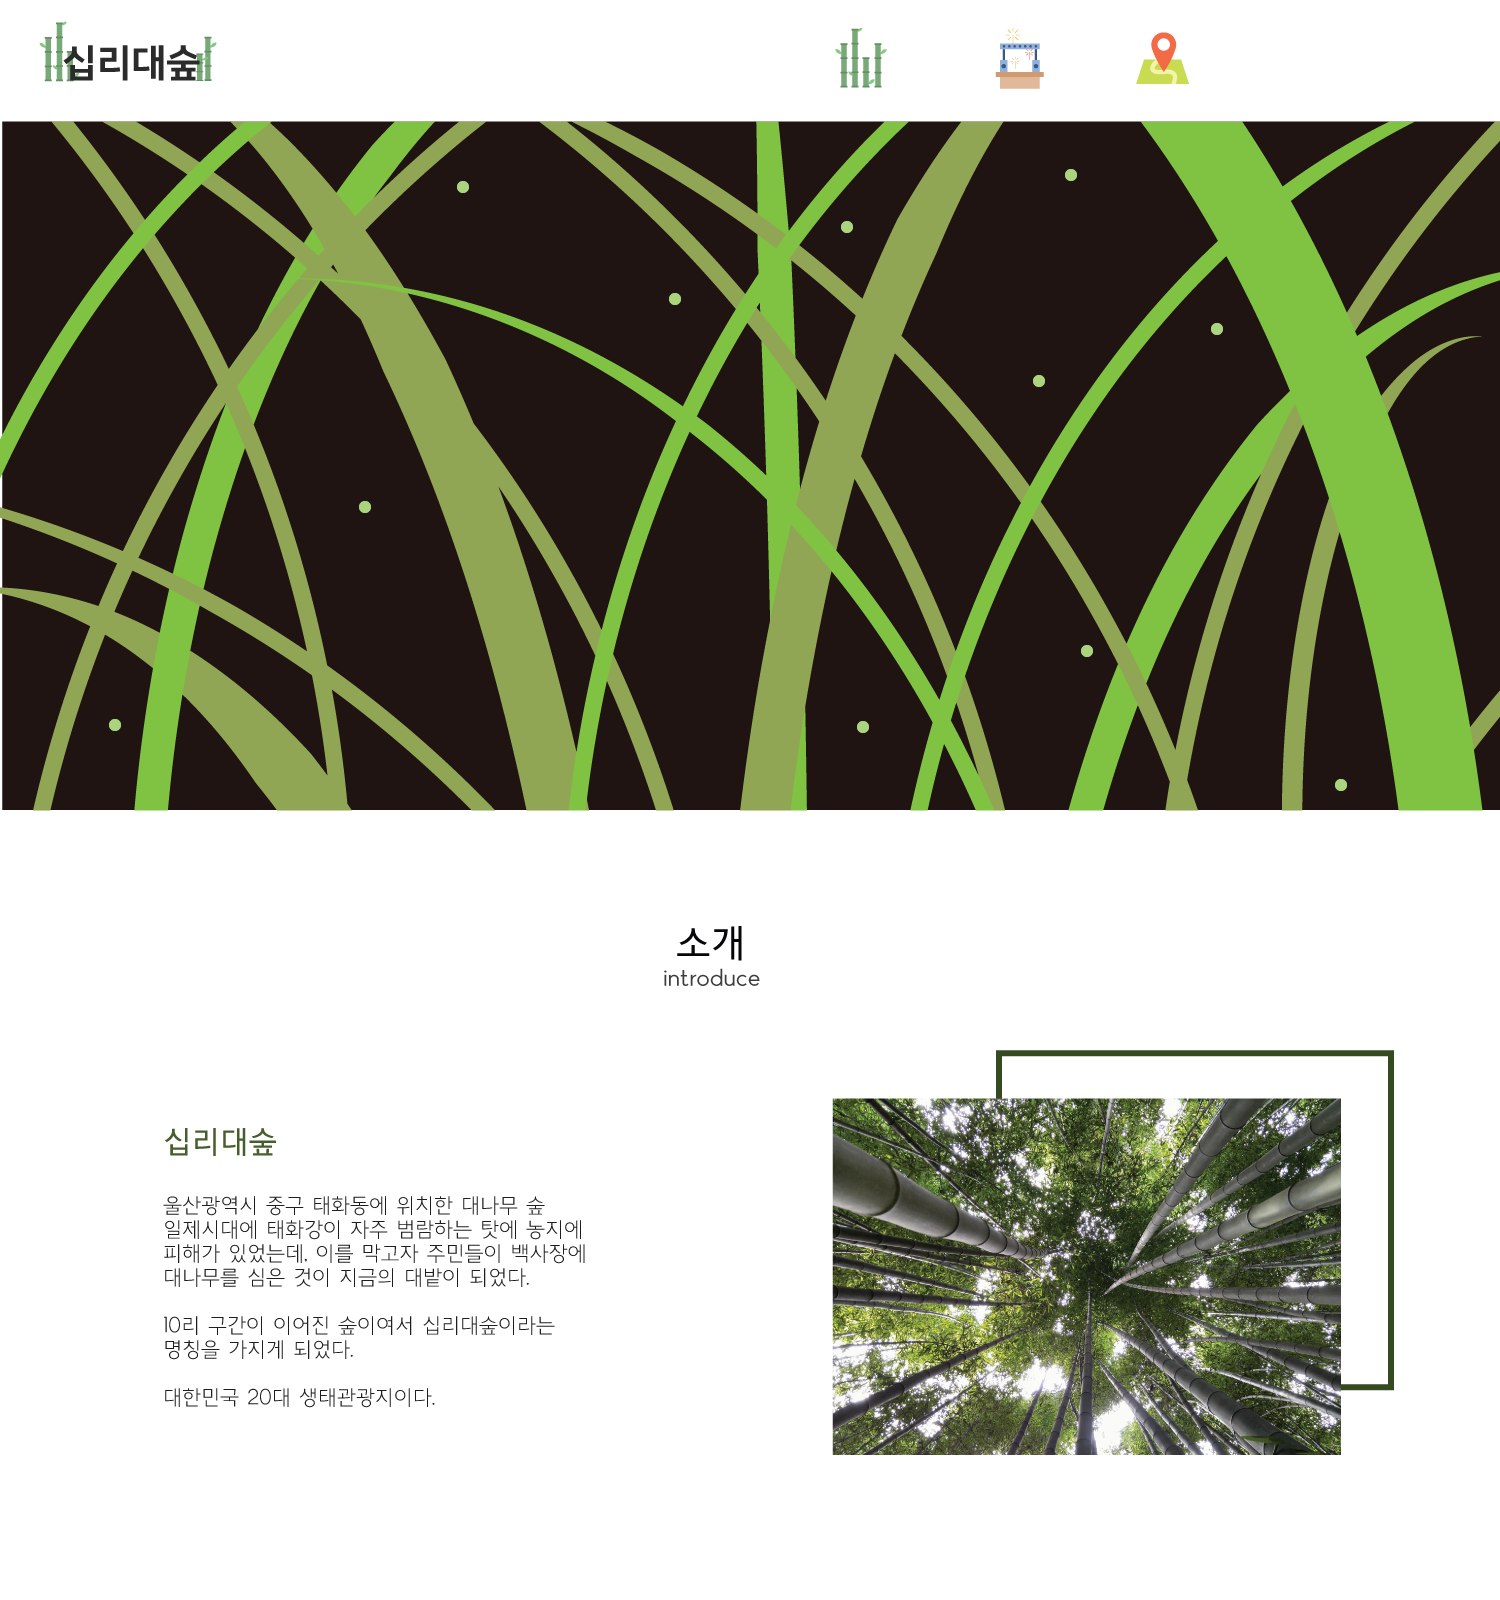 십리대숲
소개
introduce
십리대숲
울산광역시 중구 태화동에 위치한 대나무 숲
일제시대에 태화강이 자주 범람하는 탓에 농지에
피해가 있었는데, 이를 막고자 주민들이 백사장에
대나무를 심은 것이 지금의 대밭이 되었다.
10리 구간이 이어진 숲이여서 십리대숲이라는
명칭을 가지게 되었다.
대한민국 20대 생태관광지이다.